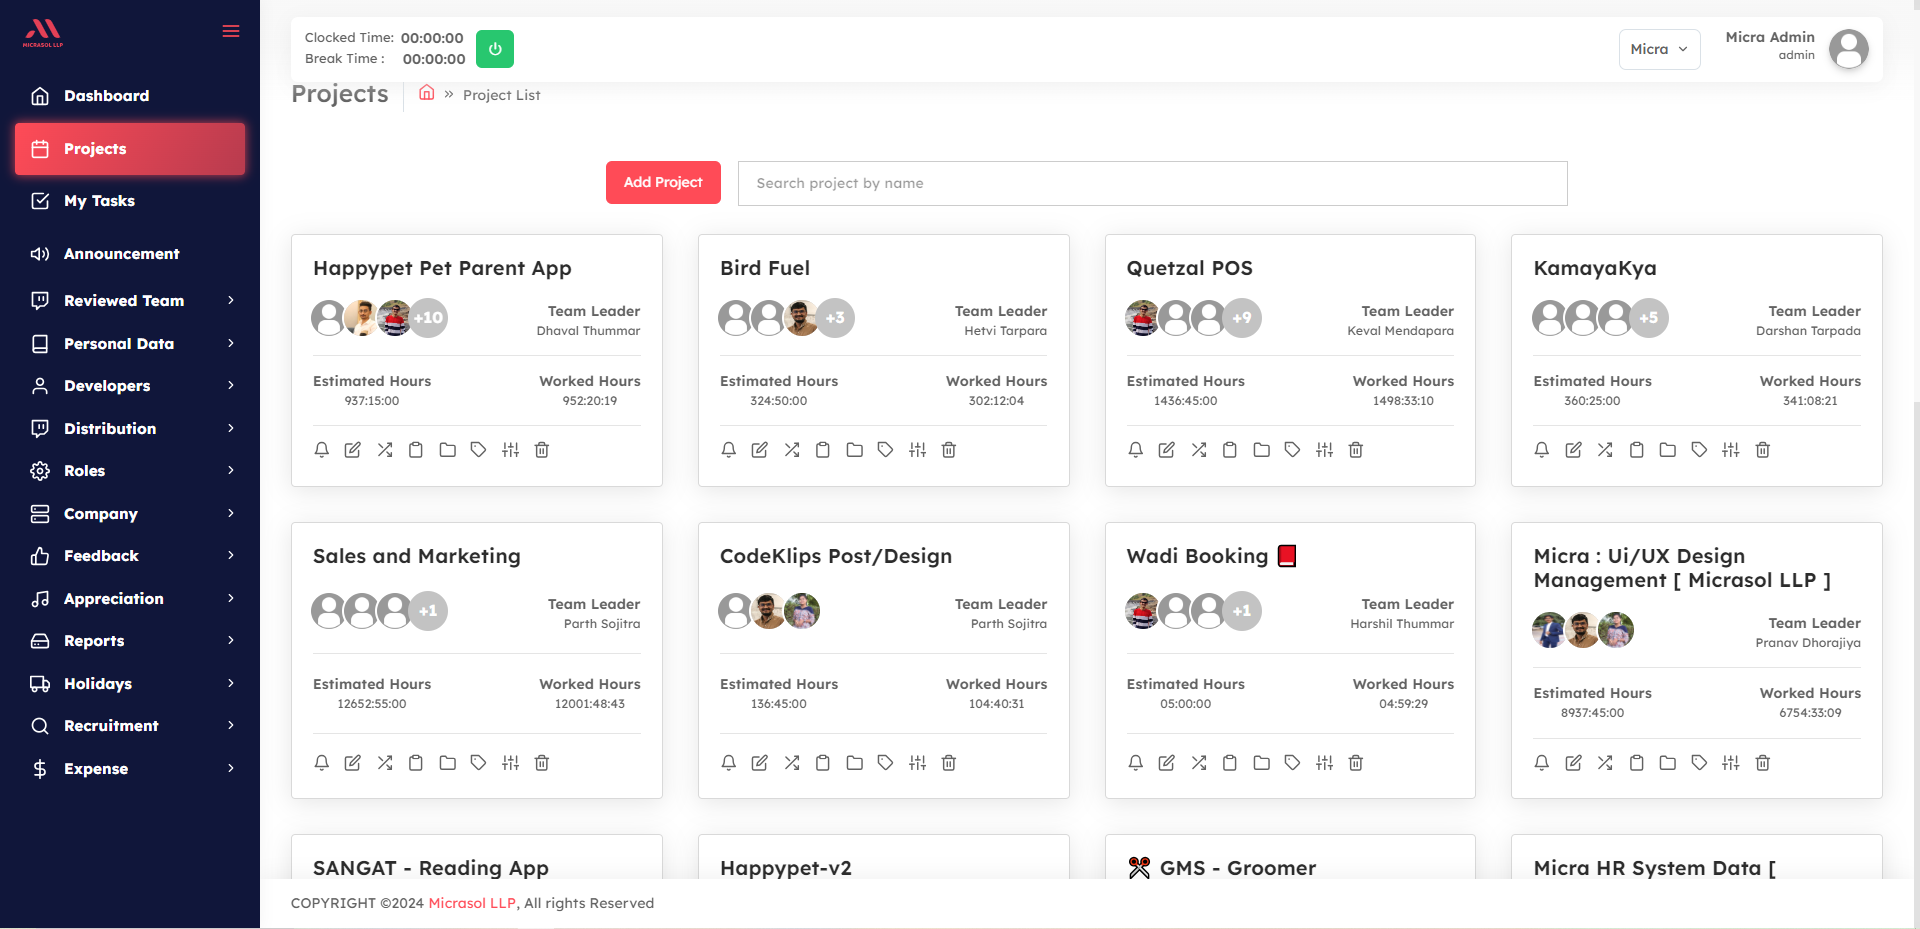 MICRASOL LLP
Dashboard
Projects
My Tasks
Announcement
Reviewed Team
Personal Data
Developers
Distribution
Roles
Company
Feedback
Appreciation
Reports
Holidays
Recruitment
Expense
Clocked Time: 00:00:00
Break Time : 00:00:00
Micra
Micra Admin
admin
Projects
» Project List
Add Project
Search project by name
Happypet Pet Parent App
+10
Team Leader
Dhaval Thummar
Estimated Hours
937:15:00
Worked Hours
952:20:19
Bird Fuel
+3
Team Leader
Hetvi Tarpara
Estimated Hours
324:50:00
Worked Hours
302:12:04
Quetzal POS
+9
Team Leader
Keval Mendapara
Estimated Hours
1436:45:00
Worked Hours
1498:33:10
KamayaKya
+5
Team Leader
Darshan Tarpada
Estimated Hours
360:25:00
Worked Hours
341:08:21
Sales and Marketing
+1
Team Leader
Parth Sojitra
Estimated Hours
12652:55:00
Worked Hours
12001:48:43
CodeKlips Post/Design
Team Leader
Parth Sojitra
Estimated Hours
136:45:00
Worked Hours
104:40:31
Wadi Booking 📕
+1
Team Leader
Harshil Thummar
Estimated Hours
05:00:00
Worked Hours
04:59:29
Micra : Ui/UX Design
Management [ Micrasol LLP ]
Team Leader
Pranav Dhorajiya
Estimated Hours
8937:45:00
Worked Hours
6754:33:09
SANGAT - Reading App
Happypet-v2
✂️ GMS - Groomer
Micra HR System Data [
COPYRIGHT ©2024 Micrasol LLP, All rights Reserved